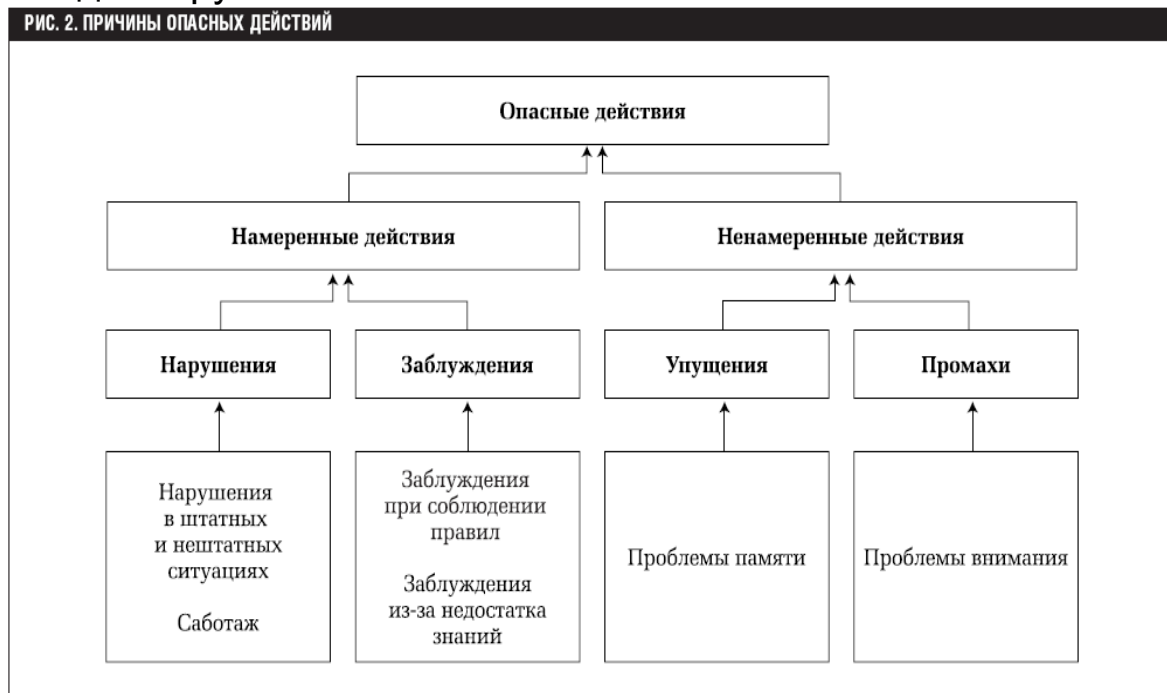 РИС. 2. ПРИЧИНЫ ОПАСНЫХ ДЕЙСТВИЙ
Опасные действия
Намеренные действия
Ненамеренные действия
Нарушения
Заблуждения
Упущения
Промахи
Нарушения
в штатных
и нештатных
ситуациях
Саботаж
Заблуждения
при соблюдении
правил
Заблуждения
из-за недостатка
знаний
Проблемы памяти
Проблемы внимания